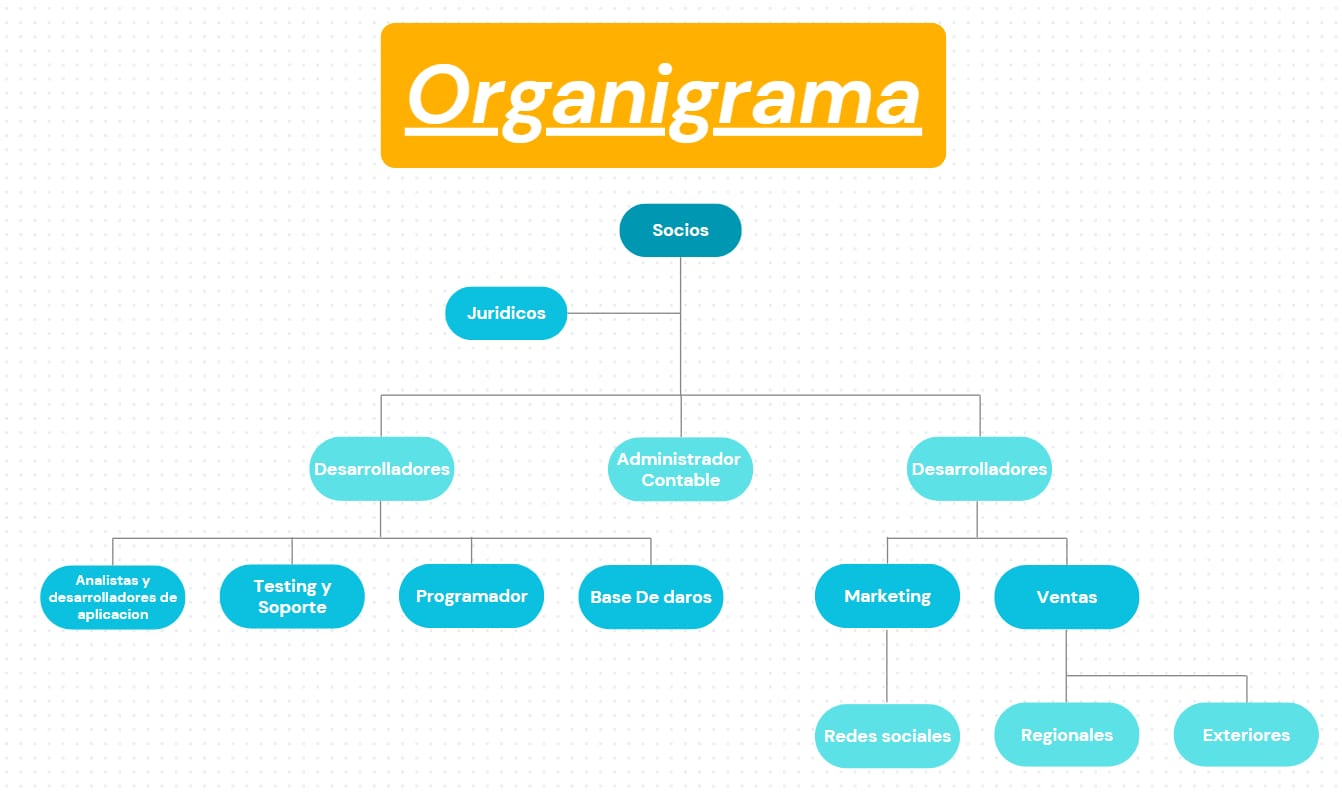 Organigrama
Socios
Juridicos
Desarrolladores
Administrador
Contable
Desarrolladores
Analistas y
desarrolladores de
aplicacion
Testing y
Soporte
Programador
Base De daros
Marketing
Ventas
Redes sociales
Regionales
Exteriores